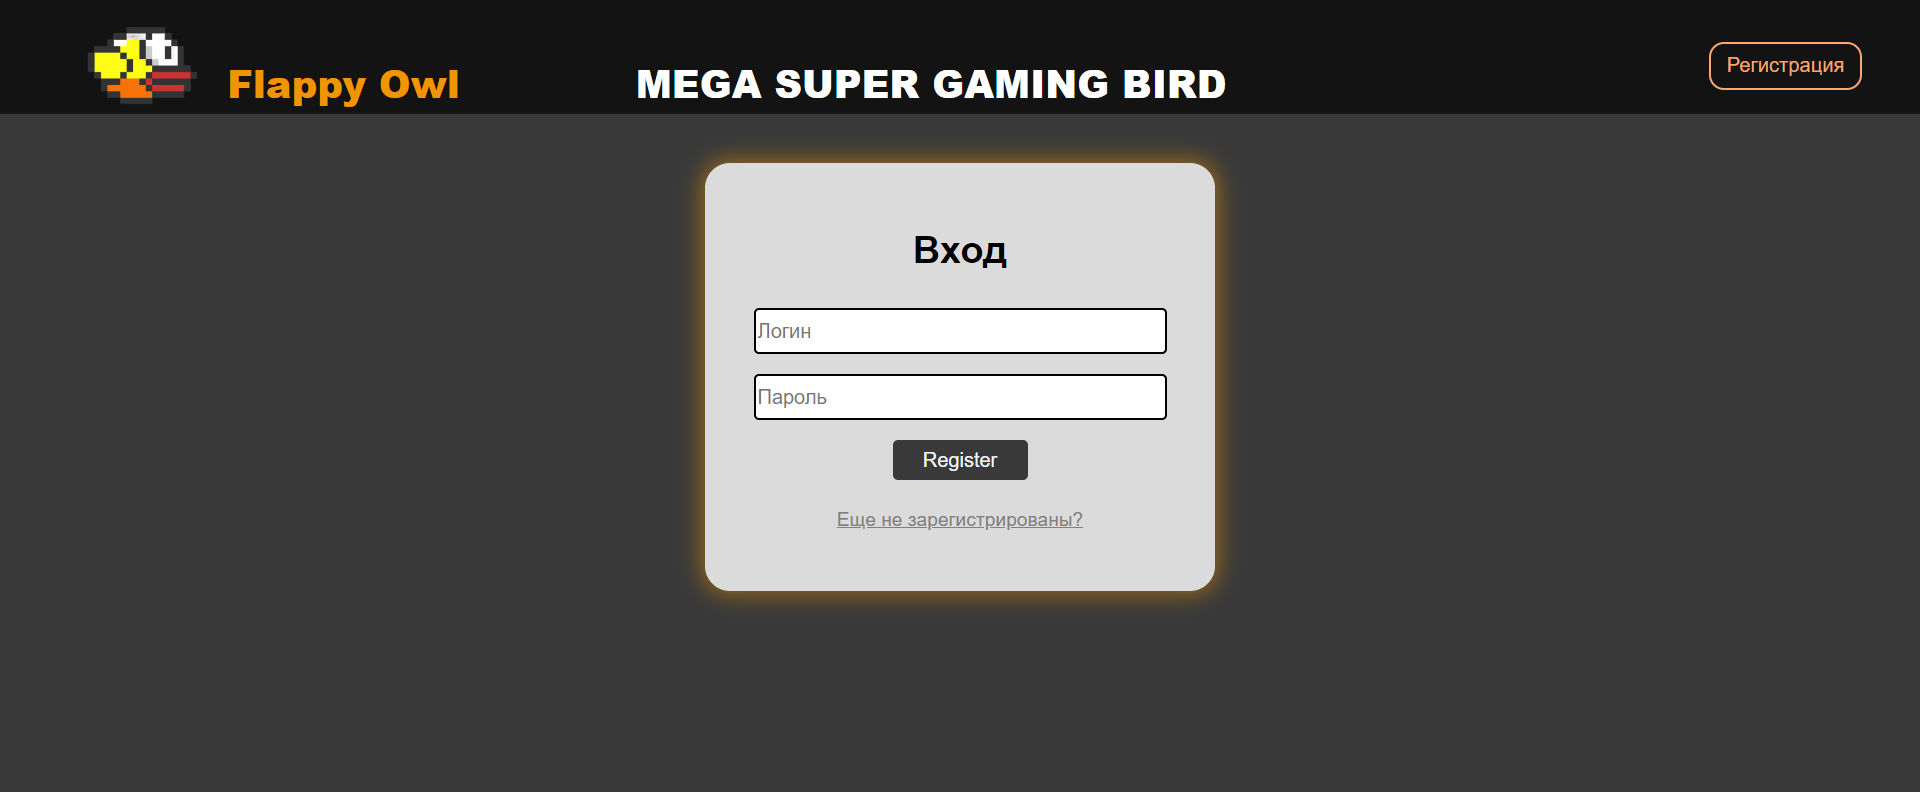 Flappy Owl
MEGA SUPER GAMING BIRD
Регистрация
Вход
Логин
Пароль
Register
Еще не зарегистрированы?